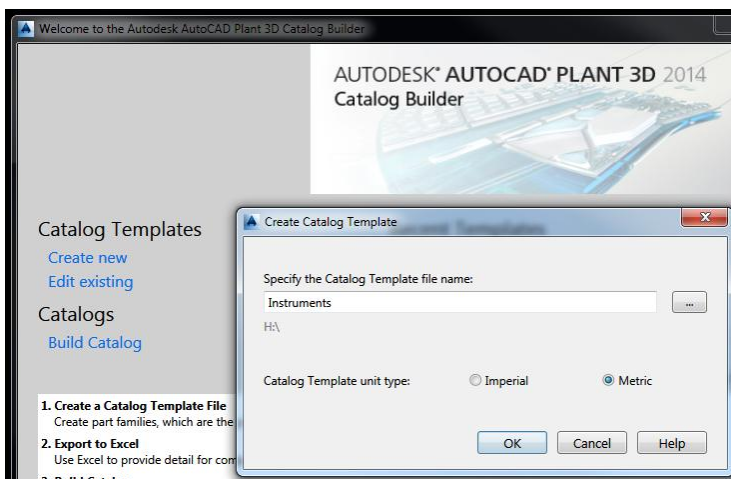 Welcome to the Autodesk AutoCAD Plant 3D Catalog Builder
AUTODESK® AUTOCAD® PLANT 3D 2014
Catalog Builder
Catalog Templates
Create new
Edit existing
Catalogs
Build Catalog
1. Create a Catalog Template File
Create part families, which are the
2. Export to Excel
Use Excel to provide detail for com
Create Catalog Template
Recent Templates
Specify the Catalog Template file name:
Instruments
...
H:\
Catalog Template unit type:
Imperial
Metric
OK
Cancel
Help